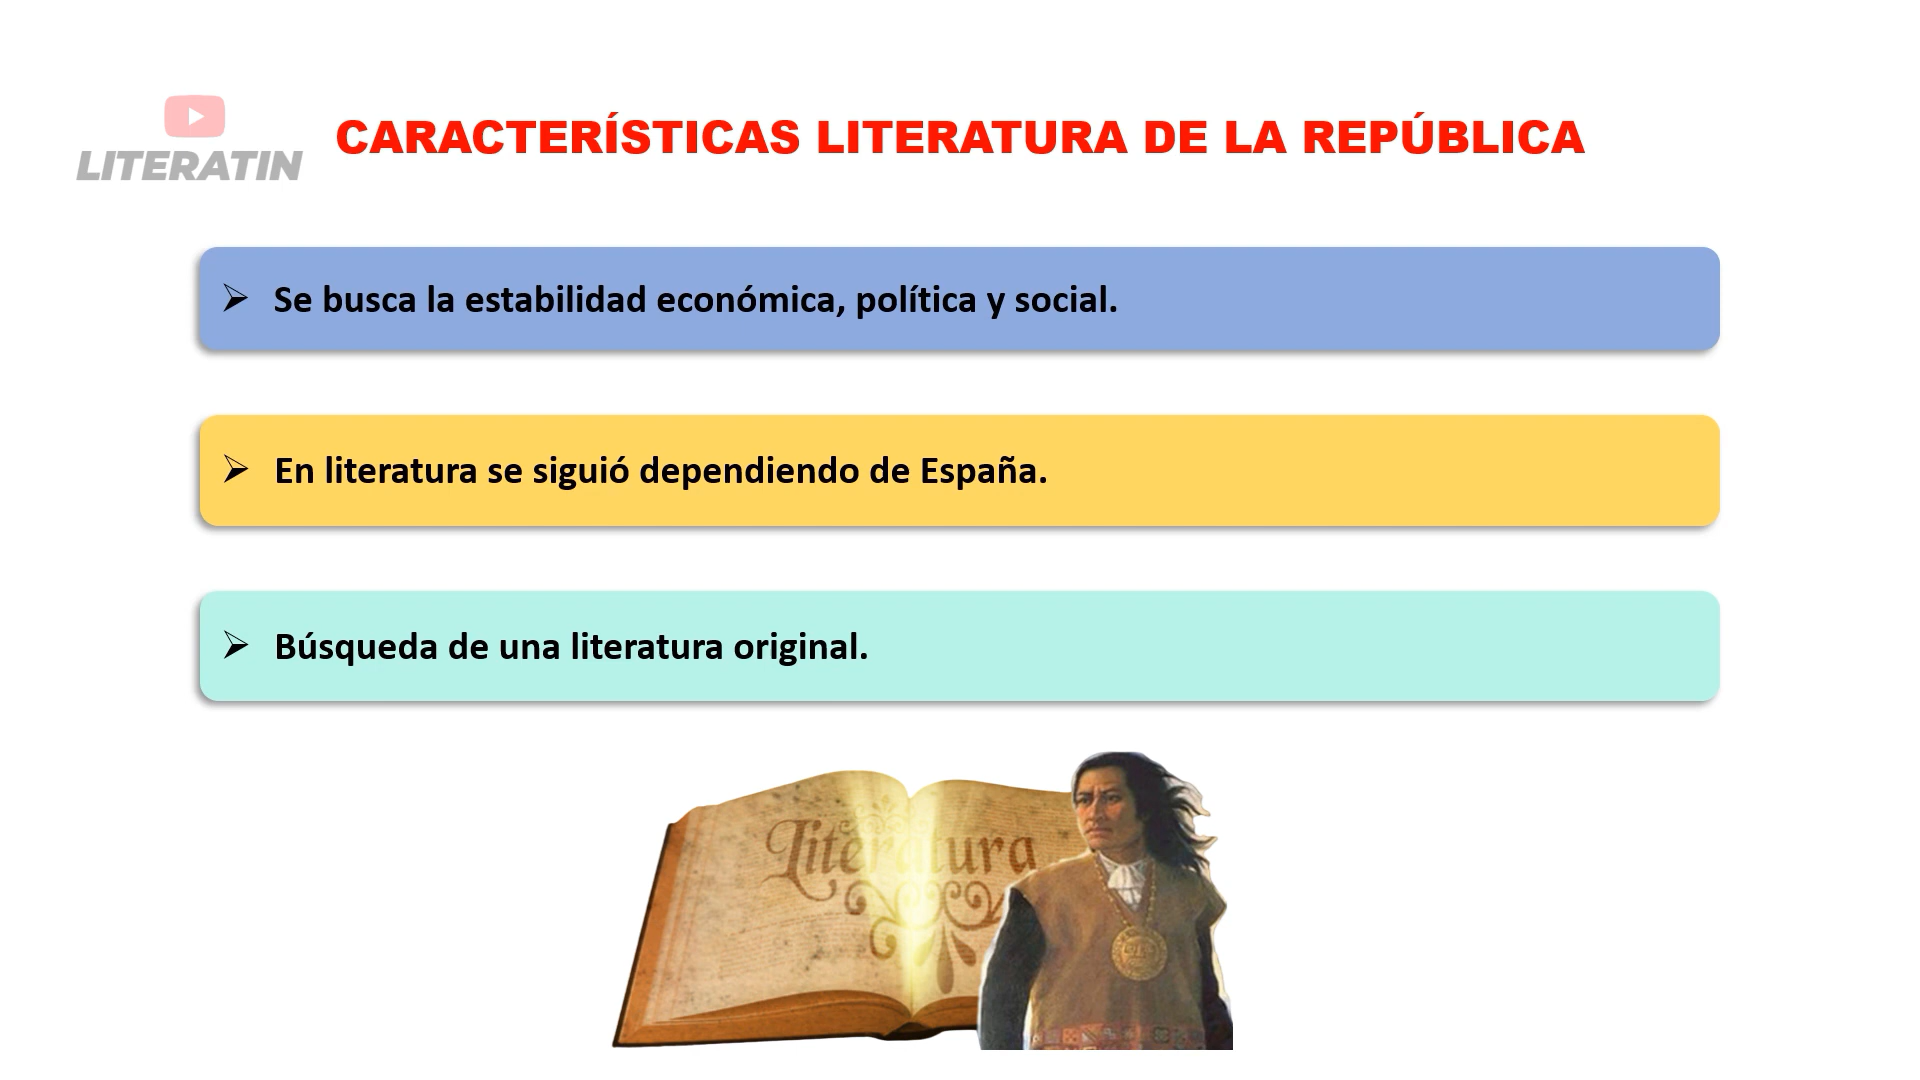 LITERATIN
CARACTERÍSTICAS LITERATURA DE LA REPÚBLICA
➢ Se busca la estabilidad económica, política y social.
➢ En literatura se siguió dependiendo de España.
➢ Búsqueda de una literatura original.
Literatura